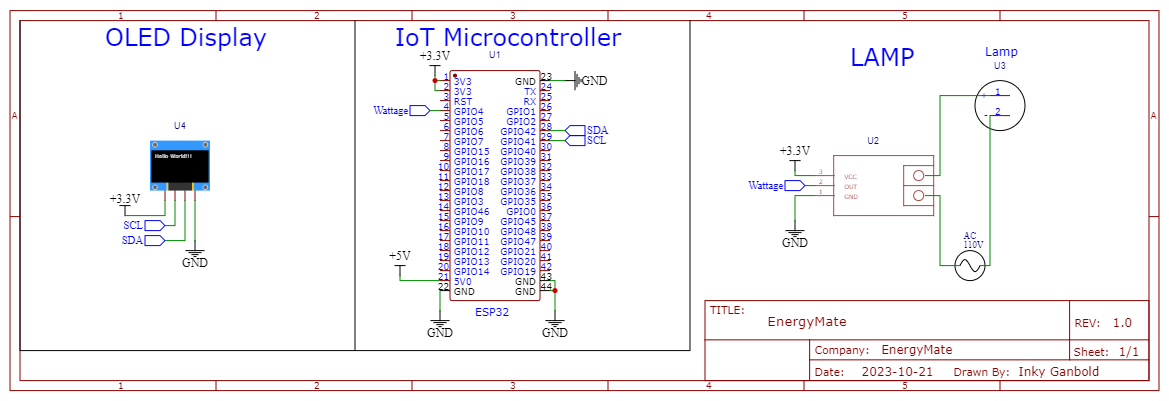 1 2 3 4 5
A
A
OLED Display
U4
Hello World!!!
+3.3V
SCL
SDA
GND
IoT Microcontroller
U1
+3.3V
Wattage
+5V
1 3V3
2 3V3
3 RST
4 GPIO4
5 GPIO5
6 GPIO6
7 GPIO7
8 GPIO15
9 GPIO16
10 GPIO17
11 GPIO18
12 GPIO8
13 GPIO3
14 GPIO46
15 GPIO9
16 GPIO10
17 GPIO11
18 GPIO12
19 GPIO13
20 GPIO14
21 5V0
22 GND
GND 23
TX 24
RX 25
GPIO1 26
GPIO2 27
GPIO42 28
GPIO41 29
GPIO40 30
GPIO39 31
GPIO38 32
GPIO37 33
GPIO36 34
GPIO35 35
GPIO0 36
GPIO45 37
GPIO48 38
GPIO47 39
GPIO21 40
GPIO20 41
GPIO19 42
GND 43
GND 44
GND
SDA
SCL
ESP32
GND
GND
LAMP
Lamp
U3
+ 1
- 2
U2
+3.3V
Wattage
3 VCC
2 OUT
1 GND
GND
AC
110V
TITLE:
EnergyMate
REV: 1.0
Company: EnergyMate
Sheet: 1/1
Date: 2023-10-21 Drawn By: Inky Ganbold
1 2 3 4 5